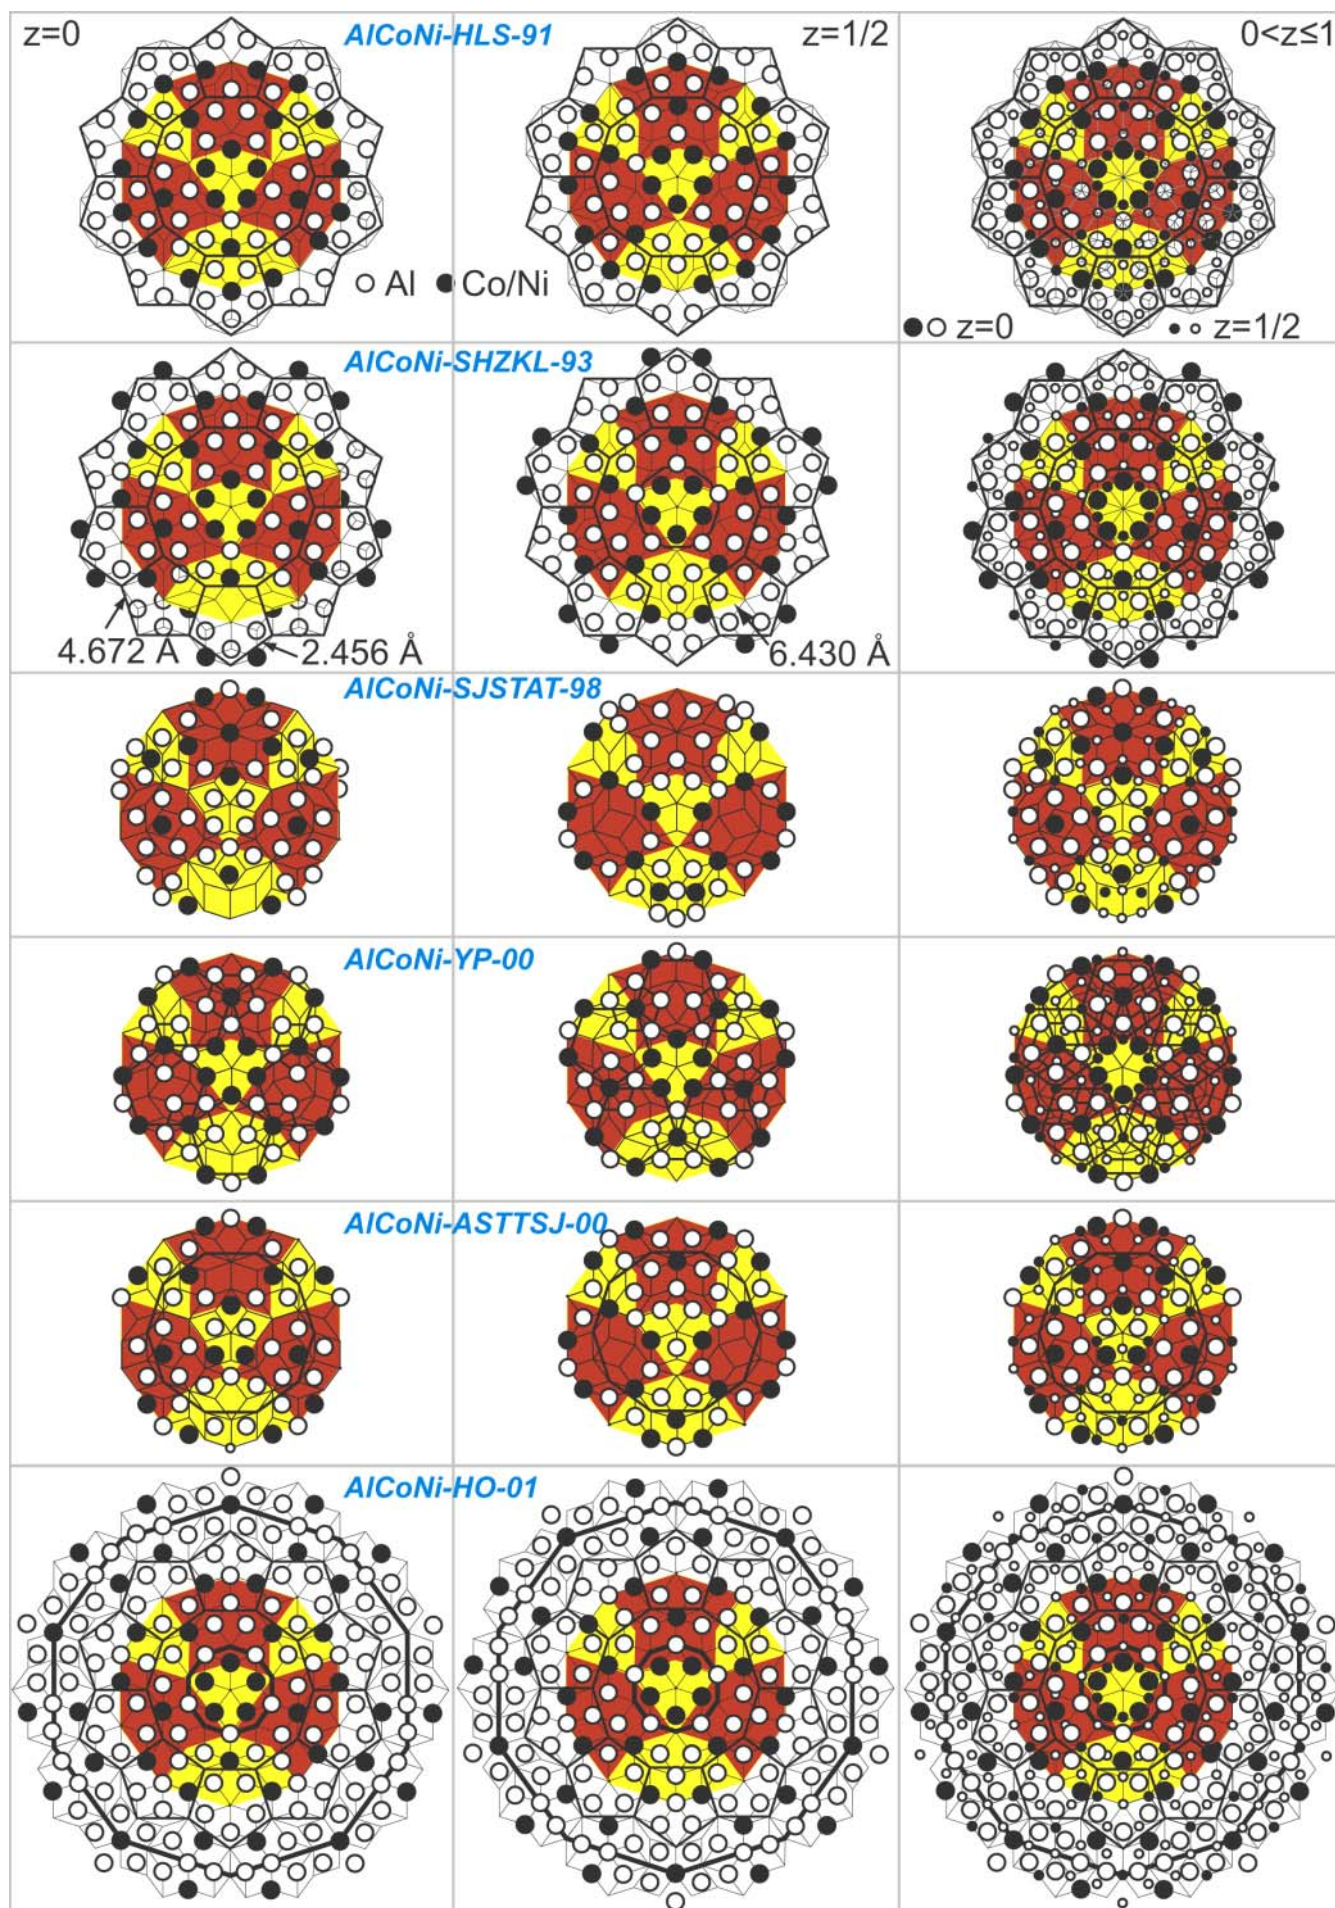 z=0
AlCoNi-HLS-91
z=1/2
0<z≤1
Al
Co/Ni
z=0
z=1/2
AlCoNi-SHZKL-93
4.672 Å
2.456 Å
6.430 Å
AlCoNi-SJSTAT-98
AlCoNi-YP-00
AlCoNi-ASTTSJ-00
AlCoNi-HO-01